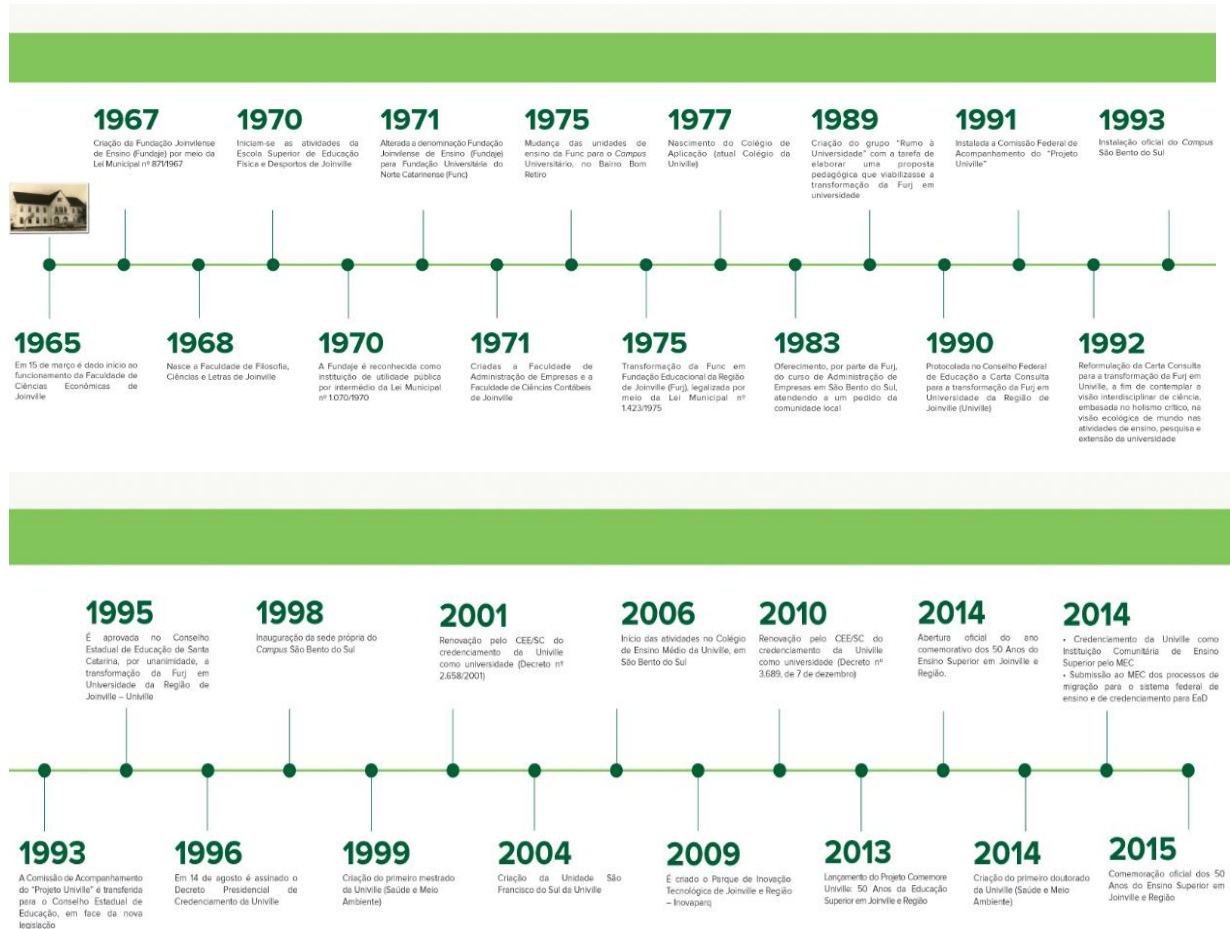 1967
Criação da Fundação Joinvilense
de Ensino (Fundaje) por meio da
Lei Municipal nº 871/1967
1970
Iniciam-se as atividades da
Escola Superior de Educação
Física e Desportos de Joinville
1971
Alterada a denominação Fundação
Joinvilense de Ensino (Fundaje)
para Fundação Universitária do
Norte Catarinense (Func)
1975
Mudança das unidades de
ensino da Func para o Campus
Universitário, no Bairro Bom
Retiro
1977
Nascimento do Colégio de
Aplicação (atual Colégio da
Univille)
1989
Criação do grupo "Rumo à
Universidade" com a tarefa de
elaborar uma proposta
pedagógica que viabilizasse a
transformação da Furj em
universidade
1991
Instalada a Comissão Federal de
Acompanhamento do "Projeto
Univille"
1993
Instalação oficial do Campus
São Bento do Sul
1965
Em 15 de março é dado início ao
funcionamento da Faculdade de
Ciências Econômicas de
Joinville
1968
Nasce a Faculdade de Filosofia,
Ciências e Letras de Joinville
1970
A Fundaje é reconhecida como
instituição de utilidade pública
por intermédio da Lei Municipal
nº 1.070/1970
1971
Criadas a Faculdade de
Administração de Empresas e a
Faculdade de Ciências Contábeis
de Joinville
1975
Transformação da Func em
Fundação Educacional da Região
de Joinville (Furj), legalizada por
meio da Lei Municipal nº
1.423/1975
1983
Oferecimento, por parte da Furj,
do curso de Administração de
Empresas em São Bento do Sul,
atendendo a um pedido da
comunidade local
1990
Protocolada no Conselho Federal
de Educação a Carta Consulta
para a transformação da Furj em
Universidade da Região de
Joinville (Univille)
1992
Reformulação da Carta Consulta
para a transformação da Furj em
Univille, a fim de contemplar a
visão interdisciplinar de ciência,
embasada no holismo crítico, na
visão ecológica de mundo nas
atividades de ensino, pesquisa e
extensão da universidade
1995
É aprovada no Conselho
Estadual de Educação de Santa
Catarina, por unanimidade, a
transformação da Furj em
Universidade da Região de
Joinville – Univille
1998
Inauguração da sede própria do
Campus São Bento do Sul
2001
Renovação pelo CEE/SC do
credenciamento da Univille
como universidade (Decreto nº
2.658/2001)
2006
Início das atividades no Colégio
de Ensino Médio da Univille, em
São Bento do Sul
2010
Renovação pelo CEE/SC do
credenciamento da Univille
como universidade (Decreto nº
3.689, de 7 de dezembro)
2014
Abertura oficial do ano
comemorativo dos 50 Anos do
Ensino Superior em Joinville e
Região.
2014
• Credenciamento da Univille como
Instituição Comunitária de Ensino
Superior pelo MEC
• Submissão ao MEC dos processos de
migração para o sistema federal de
ensino e de credenciamento para EaD
1993
A Comissão de Acompanhamento
do "Projeto Univille" é transferida
para o Conselho Estadual de
Educação, em face da nova
legislação
1996
Em 14 de agosto é assinado o
Decreto Presidencial de
Credenciamento da Univille
1999
Criação do primeiro mestrado
da Univille (Saúde e Meio
Ambiente)
2004
Criação da Unidade São
Francisco do Sul da Univille
2009
É criado o Parque de Inovação
Tecnológica de Joinville e Região
– Inovaparq
2013
Lançamento do Projeto Comemore
Univille: 50 Anos da Educação
Superior em Joinville e Região
2014
Criação do primeiro doutorado
da Univille (Saúde e Meio
Ambiente)
2015
Comemoração oficial dos 50
Anos do Ensino Superior em
Joinville e Região